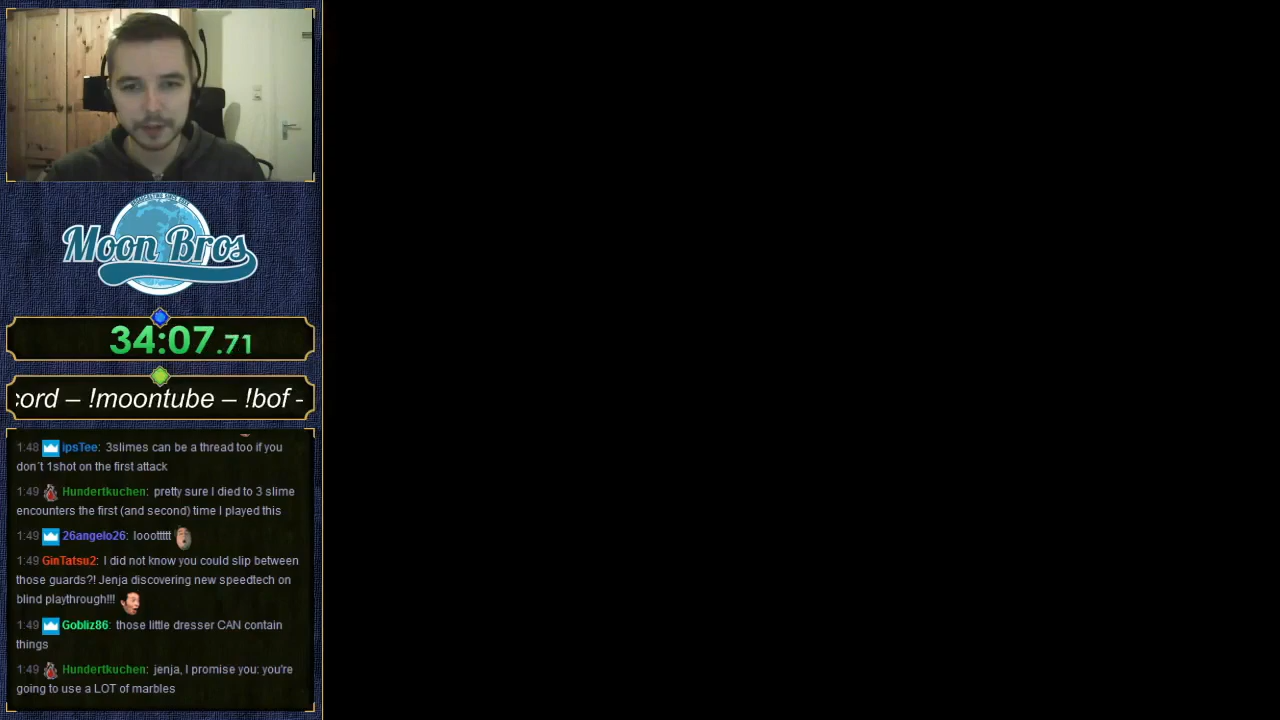 BROADCASTING SINCE
Moon Bros
34:07.71
cord – !moontube – !bof -
1:48 ipsTee: 3slimes can be a thread too if you
don´t 1shot on the first attack
1:49 Hundertkuchen: pretty sure I died to 3 slime
encounters the first (and second) time I played this
1:49 26angelo26: looottttt
1:49 GinTatsu2: I did not know you could slip between
those guards?! Jenja discovering new speedtech on
blind playthrough!!!
1:49 Gobliz86: those little dresser CAN contain
things
1:49 Hundertkuchen: jenja, I promise you: you're
going to use a LOT of marbles